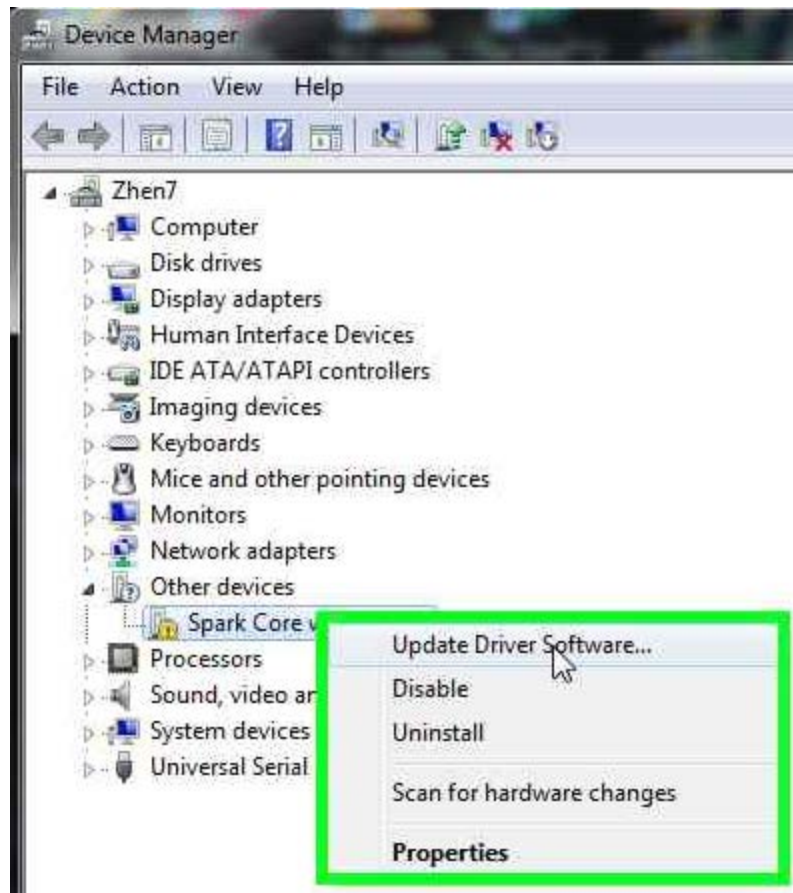 Device Manager
File Action View Help
Zhen7
Computer
Disk drives
Display adapters
Human Interface Devices
IDE ATA/ATAPI controllers
Imaging devices
Keyboards
Mice and other pointing devices
Monitors
Network adapters
Other devices
Spark Core
Processors
Sound, video
System devices
Universal Serial
Update Driver Software...
Disable
Uninstall
Scan for hardware changes
Properties